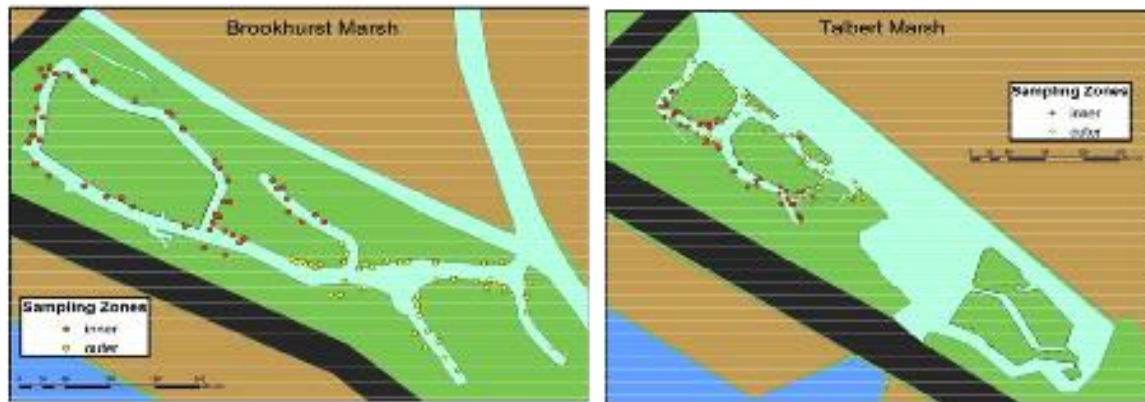 Brookhurst Marsh
Sampling Zones
inner
outer
Talbert Marsh
Sampling Zones
inner
outer